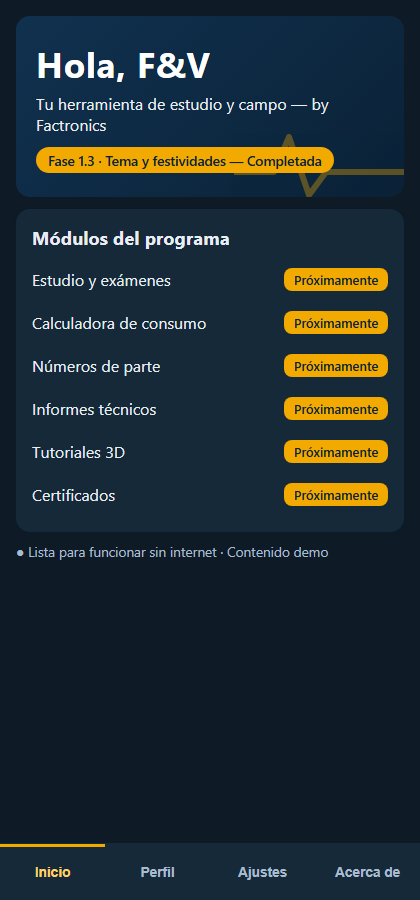 Hola, F&V
Tu herramienta de estudio y campo — by
Factronics
Fase 1.3 · Tema y festividades — Completada
Módulos del programa
Estudio y exámenes Próximamente
Calculadora de consumo Próximamente
Números de parte Próximamente
Informes técnicos Próximamente
Tutoriales 3D Próximamente
Certificados Próximamente
● Lista para funcionar sin internet · Contenido demo
Inicio Perfil Ajustes Acerca de